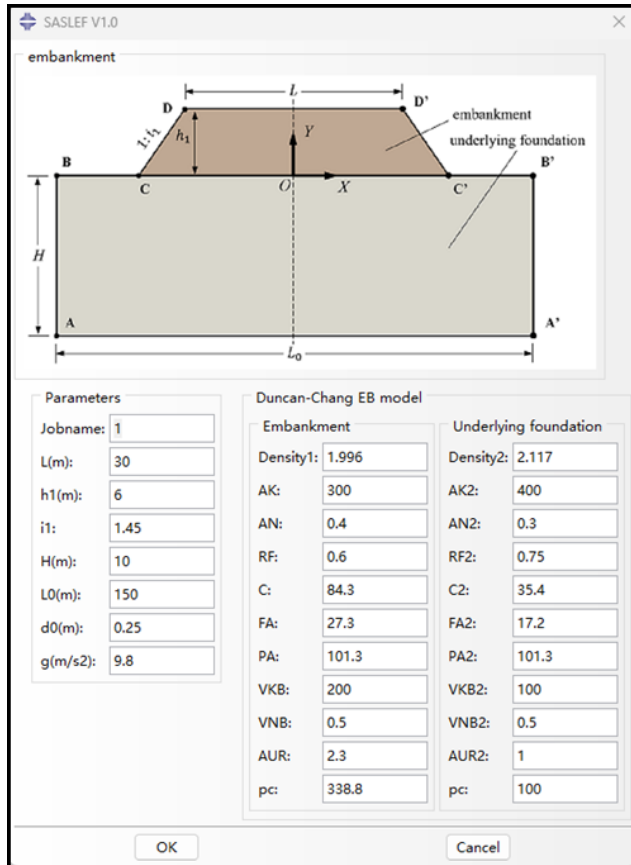 SASLEF V1.0
embankment
L
D D'
1:i₁ h₁ Y embankment
underlying foundation
B B'
C O X C'
H
A A'
L₀
Parameters
Jobname: 1
L(m): 30
h1(m): 6
i1: 1.45
H(m): 10
L0(m): 150
d0(m): 0.25
g(m/s2): 9.8
Duncan-Chang EB model
Embankment
Density1: 1.996
AK: 300
AN: 0.4
RF: 0.6
C: 84.3
FA: 27.3
PA: 101.3
VKB: 200
VNB: 0.5
AUR: 2.3
pc: 338.8
Underlying foundation
Density2: 2.117
AK2: 400
AN2: 0.3
RF2: 0.75
C2: 35.4
FA2: 17.2
PA2: 101.3
VKB2: 100
VNB2: 0.5
AUR2: 1
pc: 100
OK Cancel